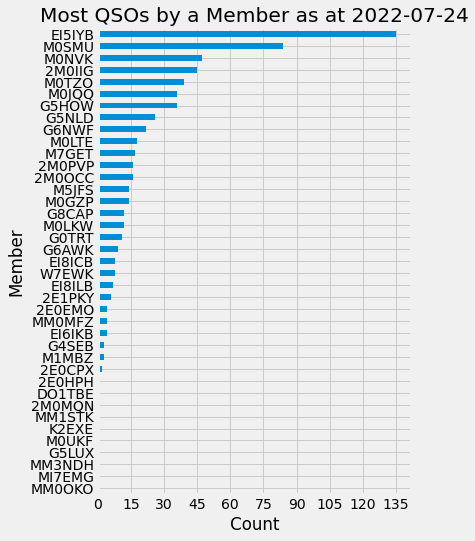 Most QSOs by a Member as at 2022-07-24
EI5IYB
M0SMU
M0NVK
2M0IIG
M0TZO
M0JQQ
G5HOW
G5NLD
G6NWF
M0LTE
M7GET
2M0PVP
2M0OCC
M5JFS
M0GZP
G8CAP
M0LKW
G0TRT
G6AWK
EI8ICB
W7EWK
EI8ILB
2E1PKY
2E0EMO
MM0MFZ
EI6IKB
G4SEB
M1MBZ
2E0CPX
2E0HPH
DO1TBE
2M0MQN
MM1STK
K2EXE
M0UKF
G5LUX
MM3NDH
MI7EMG
MM0OKO
Member
0 15 30 45 60 75 90 105 120 135
Count